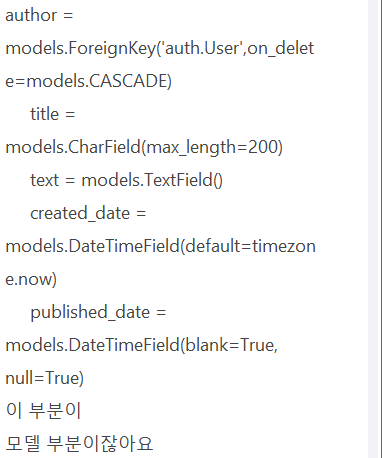 author =
models.ForeignKey('auth.User',on_delet
e=models.CASCADE)
title =
models.CharField(max_length=200)
text = models.TextField()
created_date =
models.DateTimeField(default=timezon
e.now)
published_date =
models.DateTimeField(blank=True,
null=True)
이 부분이
모델 부분이잖아요